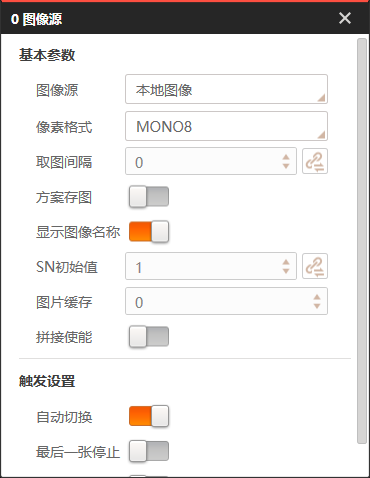 0 图像源
基本参数
图像源 本地图像
像素格式 MONO8
取图间隔 0
方案存图
显示图像名称
SN初始值 1
图片缓存 0
拼接使能
触发设置
自动切换
最后一张停止